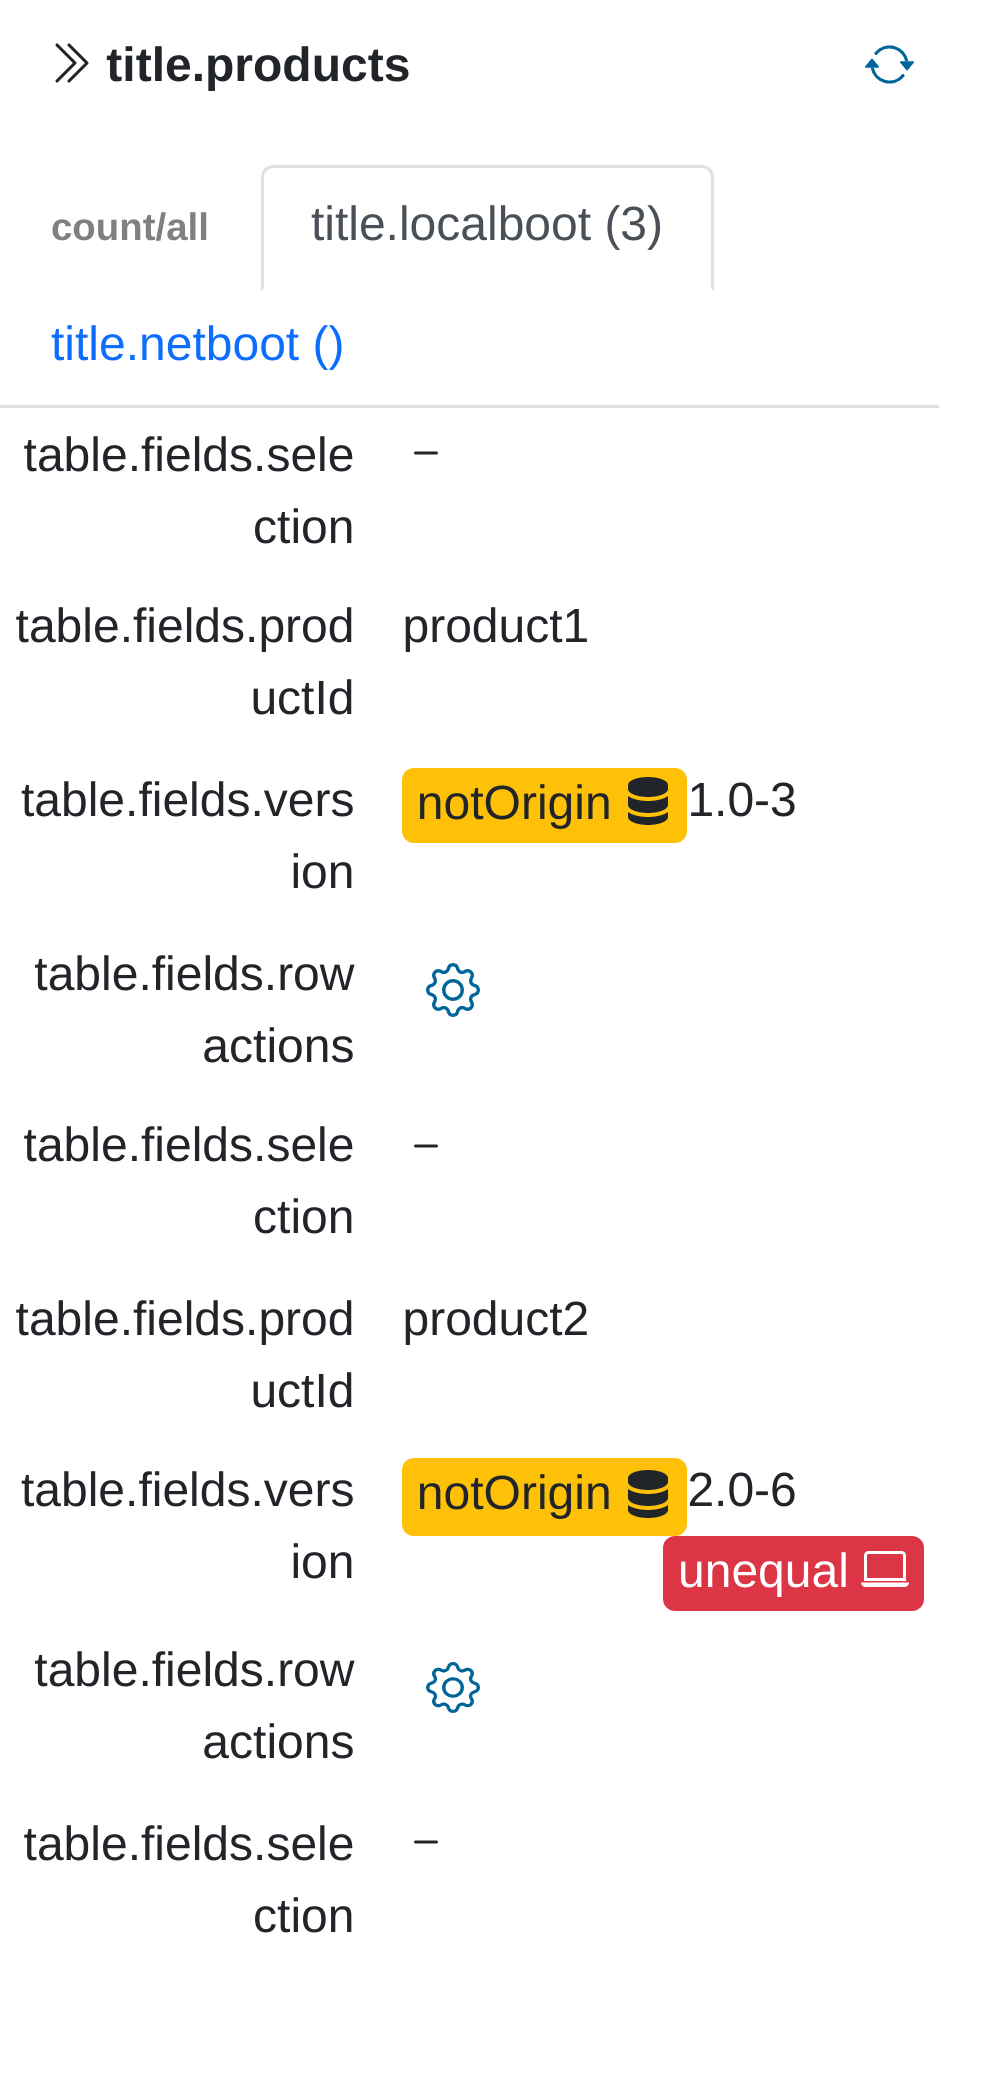 title.products
count/all title.localboot (3)
title.netboot ()
table.fields.sele –
ction
table.fields.prod product1
uctId
table.fields.vers notOrigin 1.0-3
ion
table.fields.row
actions
table.fields.sele –
ction
table.fields.prod product2
uctId
table.fields.vers notOrigin 2.0-6
ion unequal
table.fields.row
actions
table.fields.sele –
ction